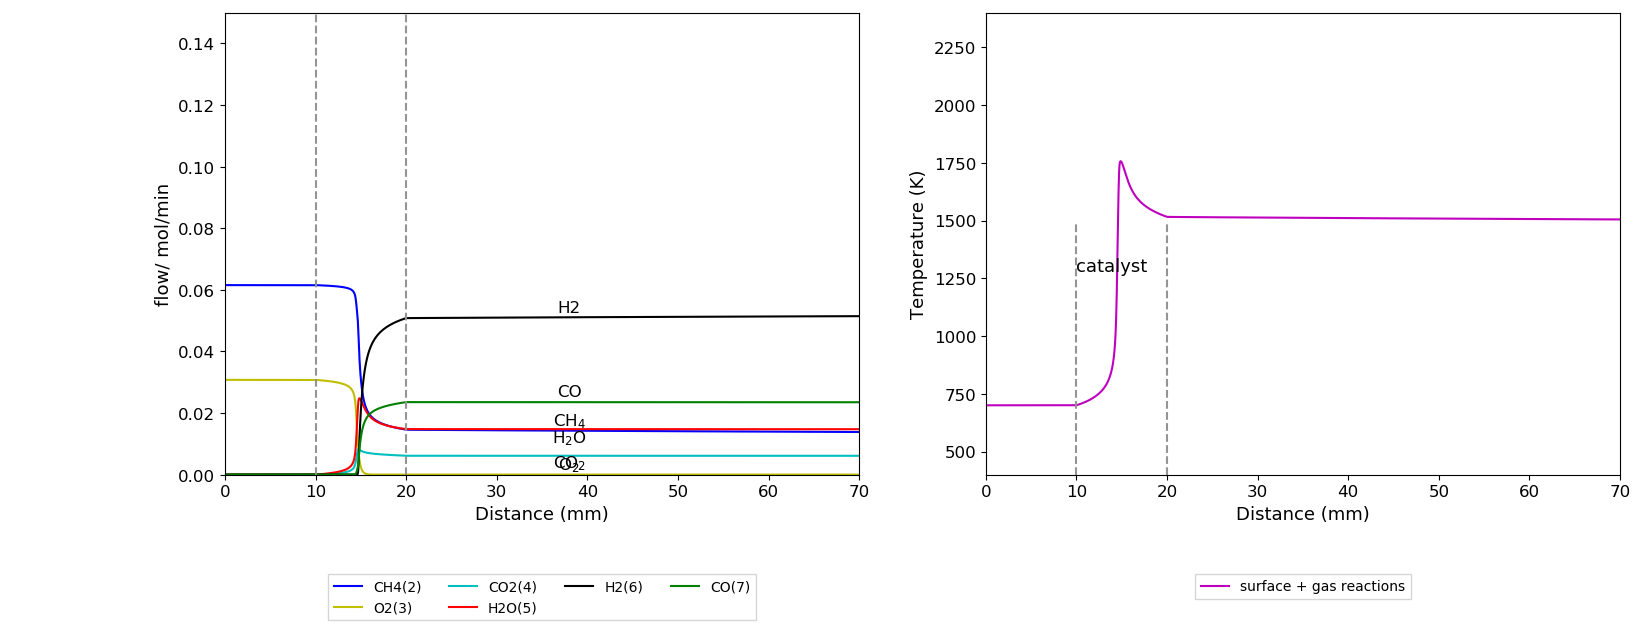 0.14
0.12
0.10
0.08
0.06
0.04
0.02
0.00
flow/ mol/min
H2
CO
CH₄
H₂O
CO₂
O₂
0 10 20 30 40 50 60 70
Distance (mm)
CH4(2) CO2(4) H2(6) CO(7)
O2(3) H2O(5)
2250
2000
1750
1500
1250
1000
750
500
Temperature (K)
catalyst
0 10 20 30 40 50 60 70
Distance (mm)
surface + gas reactions